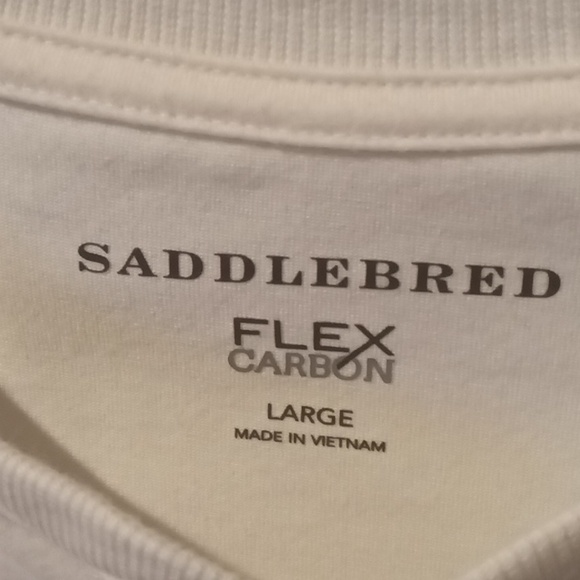 SADDLEBRED
FLEX
CARBON
LARGE
MADE IN VIETNAM